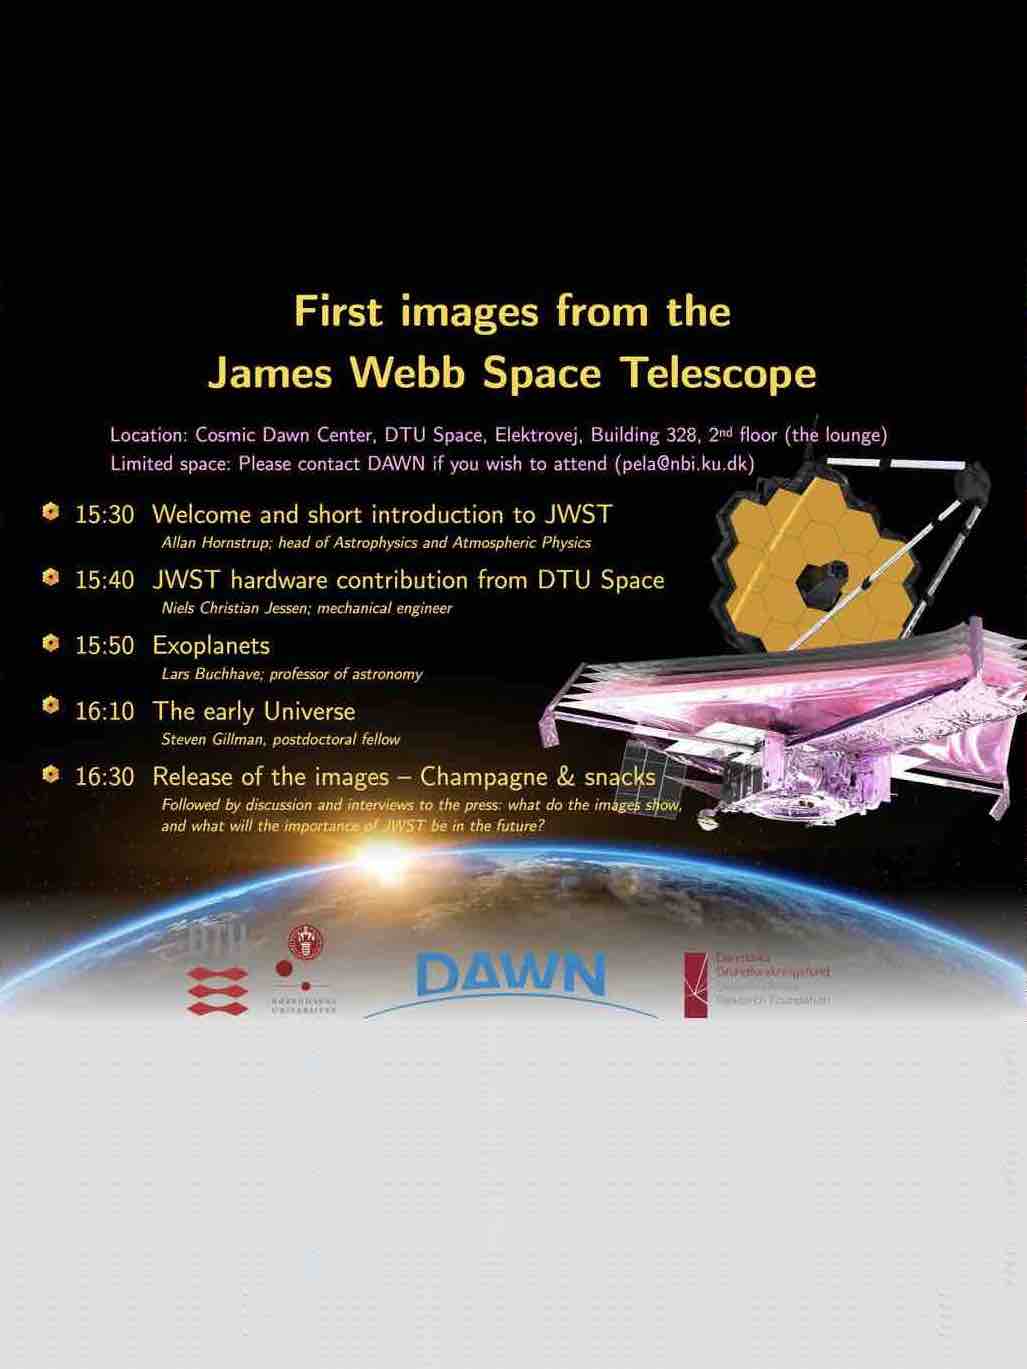 First images from the
James Webb Space Telescope
Location: Cosmic Dawn Center, DTU Space, Elektrovej, Building 328, 2nd floor (the lounge)
Limited space: Please contact DAWN if you wish to attend (pela@nbi.ku.dk)
15:30 Welcome and short introduction to JWST
Allan Hornstrup; head of Astrophysics and Atmospheric Physics
15:40 JWST hardware contribution from DTU Space
Niels Christian Jessen; mechanical engineer
15:50 Exoplanets
Lars Buchhave; professor of astronomy
16:10 The early Universe
Steven Gillman, postdoctoral fellow
16:30 Release of the images – Champagne & snacks
Followed by discussion and interviews to the press: what do the images show,
and what will the importance of JWST be in the future?
DTU
KØBENHAVNS
UNIVERSITET
DAWN
Danmarks
Grundforskningsfond
Research Foundation